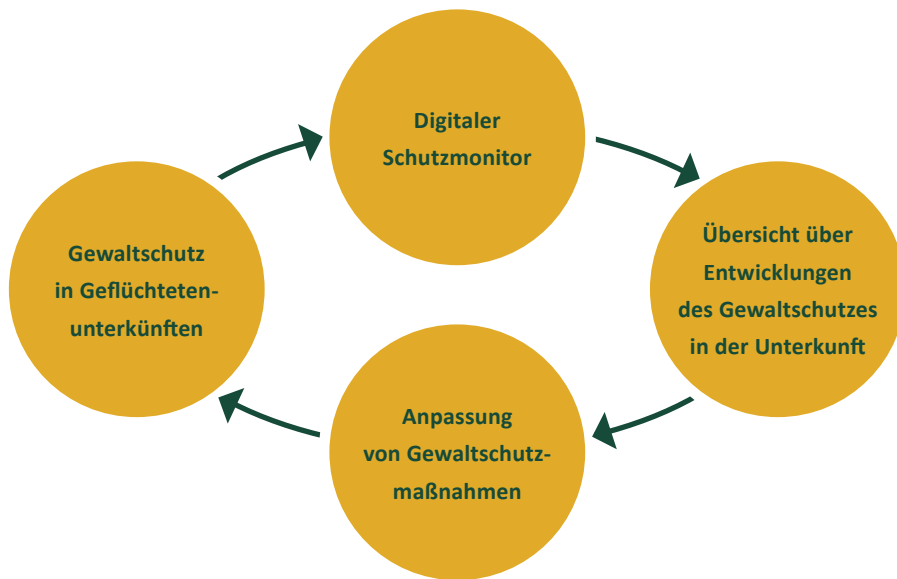 Digitaler
Schutzmonitor
Übersicht über
Entwicklungen
des Gewaltschutzes
in der Unterkunft
Anpassung
von Gewaltschutz-
maßnahmen
Gewaltschutz
in Geflüchteten-
unterkünften